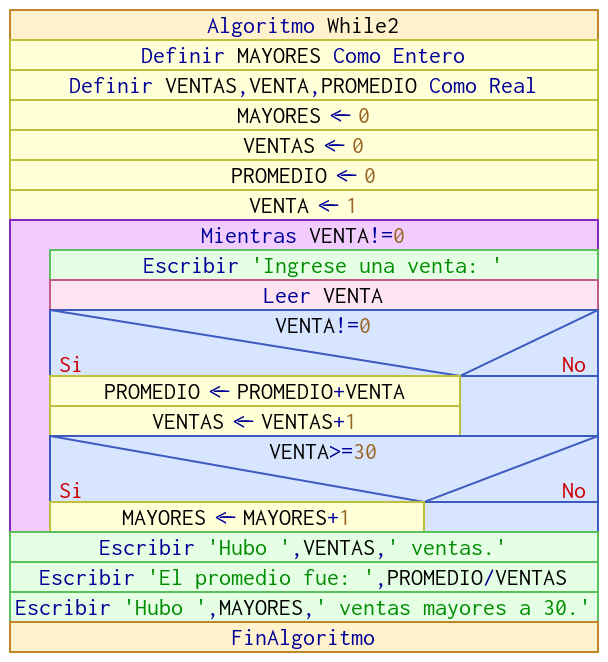 Algoritmo While2
Definir MAYORES Como Entero
Definir VENTAS,VENTA,PROMEDIO Como Real
MAYORES ← 0
VENTAS ← 0
PROMEDIO ← 0
VENTA ← 1
Mientras VENTA!=0
Escribir 'Ingrese una venta: '
Leer VENTA
VENTA!=0
Si No
PROMEDIO ← PROMEDIO+VENTA
VENTAS ← VENTAS+1
VENTA>=30
Si No
MAYORES ← MAYORES+1
Escribir 'Hubo ',VENTAS,' ventas.'
Escribir 'El promedio fue: ',PROMEDIO/VENTAS
Escribir 'Hubo ',MAYORES,' ventas mayores a 30.'
FinAlgoritmo